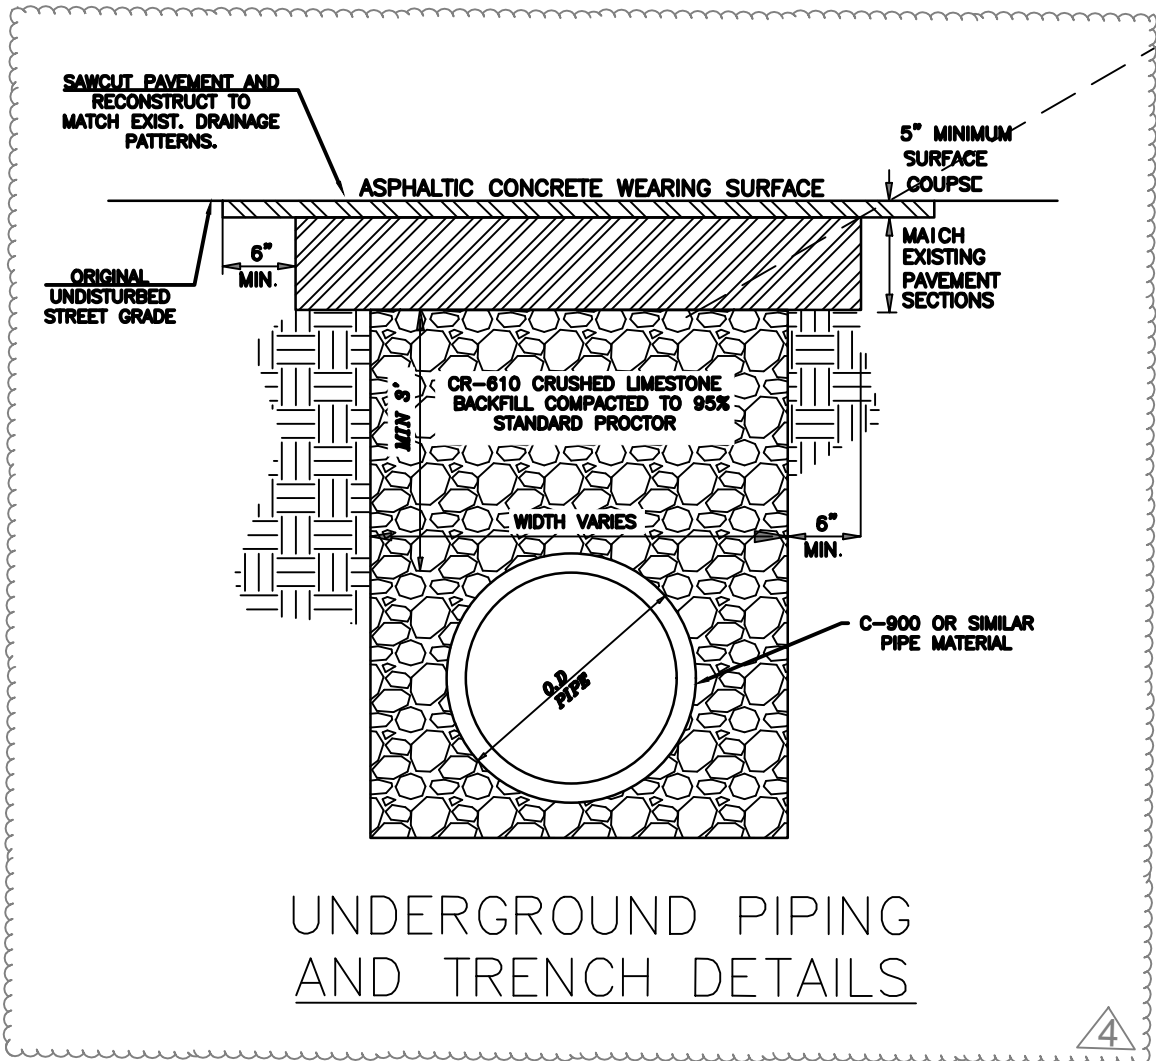 SAWCUT PAVEMENT AND
RECONSTRUCT TO
MATCH EXIST. DRAINAGE
PATTERNS.
5" MINIMUM
SURFACE
COUPSE
ASPHALTIC CONCRETE WEARING SURFACE
6"
MIN.
MAICH
EXISTING
PAVEMENT
SECTIONS
ORIGINAL
UNDISTURBED
STREET GRADE
MIN 3'
CR-610 CRUSHED LIMESTONE
BACKFILL COMPACTED TO 95%
STANDARD PROCTOR
WIDTH VARIES
6"
MIN.
C-900 OR SIMILAR
PIPE MATERIAL
O.D
PIPE
UNDERGROUND PIPING
AND TRENCH DETAILS
4